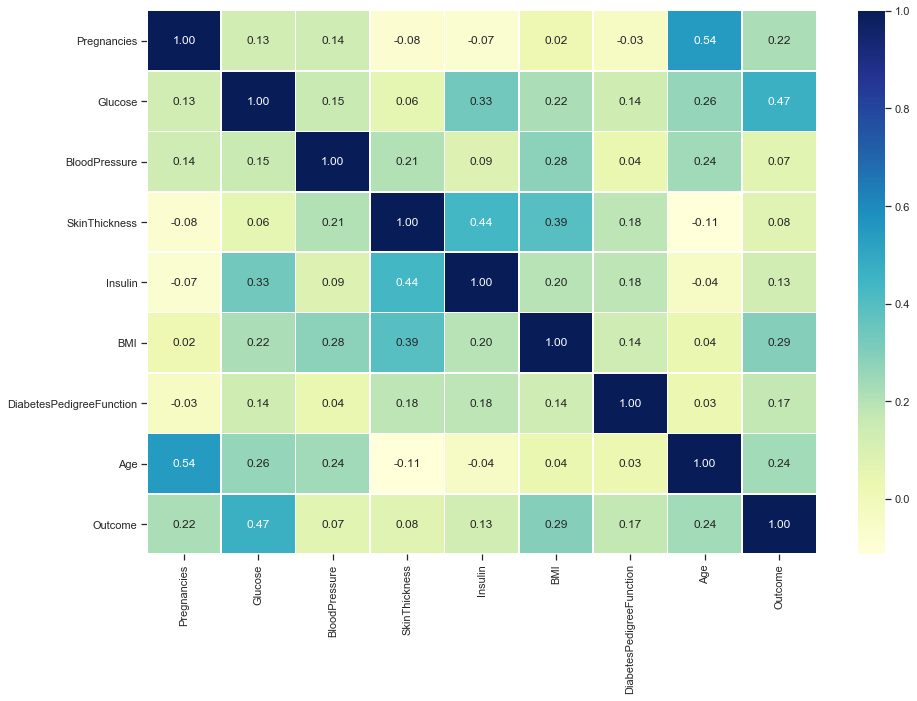 Pregnancies 1.00 0.13 0.14 -0.08 -0.07 0.02 -0.03 0.54 0.22
Glucose 0.13 1.00 0.15 0.06 0.33 0.22 0.14 0.26 0.47
BloodPressure 0.14 0.15 1.00 0.21 0.09 0.28 0.04 0.24 0.07
SkinThickness -0.08 0.06 0.21 1.00 0.44 0.39 0.18 -0.11 0.08
Insulin -0.07 0.33 0.09 0.44 1.00 0.20 0.18 -0.04 0.13
BMI 0.02 0.22 0.28 0.39 0.20 1.00 0.14 0.04 0.29
DiabetesPedigreeFunction -0.03 0.14 0.04 0.18 0.18 0.14 1.00 0.03 0.17
Age 0.54 0.26 0.24 -0.11 -0.04 0.04 0.03 1.00 0.24
Outcome 0.22 0.47 0.07 0.08 0.13 0.29 0.17 0.24 1.00
Pregnancies
Glucose
BloodPressure
SkinThickness
Insulin
BMI
DiabetesPedigreeFunction
Age
Outcome
1.0
0.8
0.6
0.4
0.2
0.0